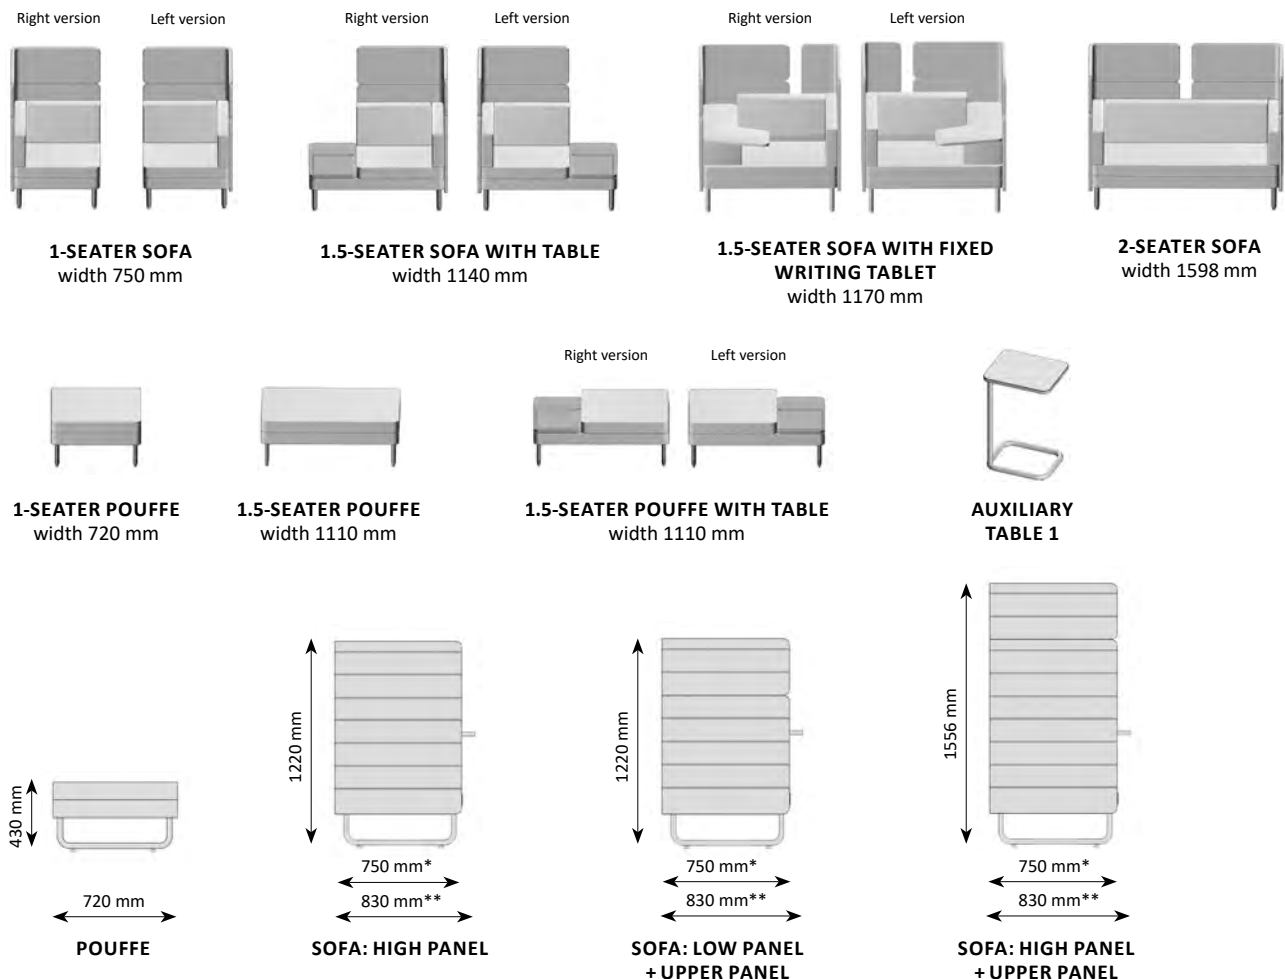 Right version
Left version
Right version
Left version
Right version
Left version
1-SEATER SOFA
width 750 mm
1.5-SEATER SOFA WITH TABLE
width 1140 mm
1.5-SEATER SOFA WITH FIXED
WRITING TABLET
width 1170 mm
2-SEATER SOFA
width 1598 mm
Right version
Left version
1-SEATER POUFFE
width 720 mm
1.5-SEATER POUFFE
width 1110 mm
1.5-SEATER POUFFE WITH TABLE
width 1110 mm
AUXILIARY
TABLE 1
430 mm
720 mm
POUFFE
1220 mm
750 mm*
830 mm**
SOFA: HIGH PANEL
1220 mm
750 mm*
830 mm**
SOFA: LOW PANEL
+ UPPER PANEL
1556 mm
750 mm*
830 mm**
SOFA: HIGH PANEL
+ UPPER PANEL